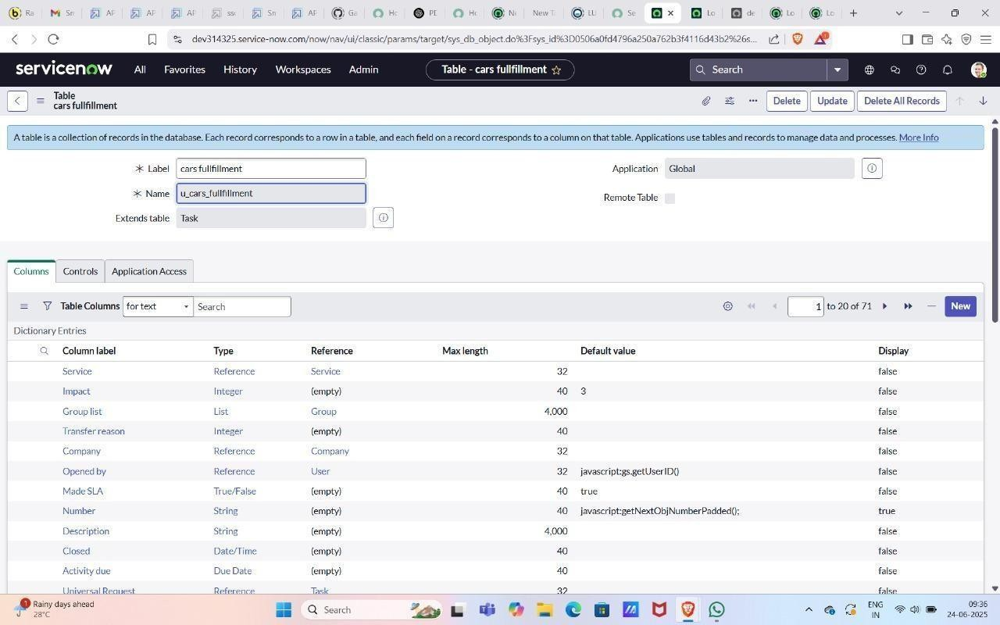 Ra
Sn
AF
AF
AF
ssc
Sn
AF
Ga
Hc
PD
Hc
Ne
New T
LU
Se
Lo
de
Lo
Lo
dev314325.service-now.com/now/nav/ui/classic/params/target/sys_db_object.do%3Fsys_id%3D0506a0fd4796a250a762b3f4116d43b2%26s...
servicenow All Favorites History Workspaces Admin Table - cars fullfillment Search
Table
cars fullfillment
Delete Update Delete All Records
A table is a collection of records in the database. Each record corresponds to a row in a table, and each field on a record corresponds to a column on that table. Applications use tables and records to manage data and processes. More Info
Label cars fullfillment Application Global
Name u_cars_fullfillment Remote Table
Extends table Task
Columns Controls Application Access
Table Columns for text Search 1 to 20 of 71 New
Dictionary Entries
Column label Type Reference Max length Default value Display
Service Reference Service 32 false
Impact Integer (empty) 40 3 false
Group list List Group 4,000 false
Transfer reason Integer (empty) 40 false
Company Reference Company 32 false
Opened by Reference User 32 javascript:gs.getUserID() false
Made SLA True/False (empty) 40 true false
Number String (empty) 40 javascript:getNextObjNumberPadded(); true
Description String (empty) 4,000 false
Closed Date/Time (empty) 40 false
Activity due Due Date (empty) 40 false
Universal Request Reference Task 32 false
1 Rainy days ahead
28°C
Search
ENG
IN
09:36
24-06-2025